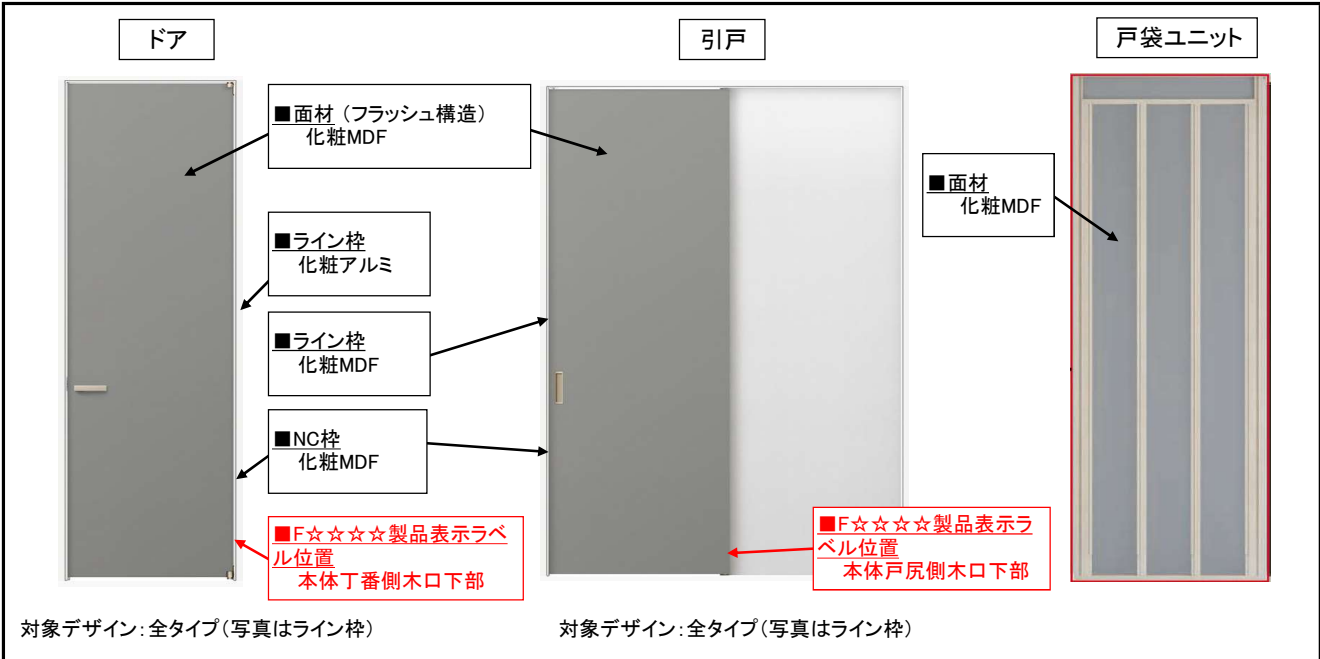 ドア
引戸
戸袋ユニット
■面材（フラッシュ構造）
化粧MDF
■面材
化粧MDF
■ライン枠
化粧アルミ
■ライン枠
化粧MDF
■NC枠
化粧MDF
■F☆☆☆☆製品表示ラベ
ル位置
本体丁番側木口下部
■F☆☆☆☆製品表示ラ
ベル位置
本体戸尻側木口下部
対象デザイン：全タイプ（写真はライン枠）
対象デザイン：全タイプ（写真はライン枠）